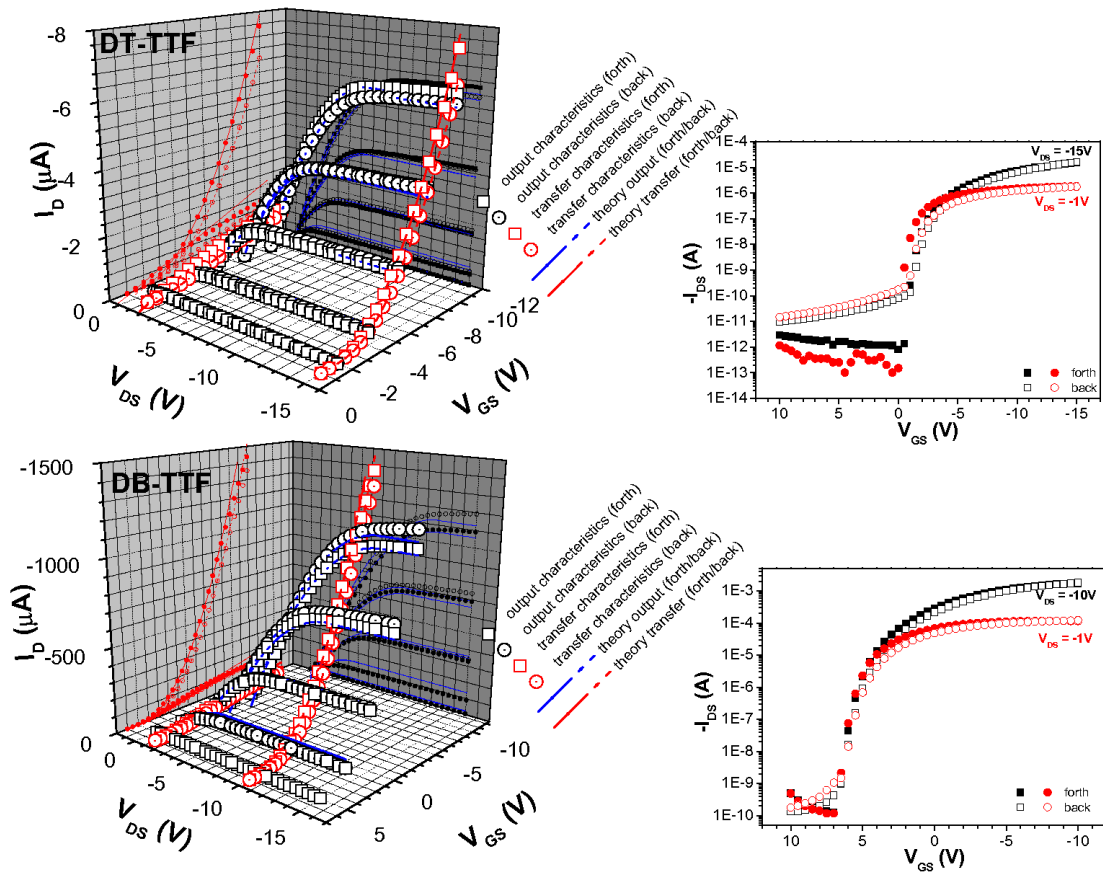 DT-TTF
-8
-6
-4
-2
0
I_D (μA)
0
-5
-10
-15
V_DS (V)
0
-2
-4
-6
-8
-10
-12
V_GS (V)
output characteristics (forth)
output characteristics (back)
transfer characteristics (forth)
transfer characteristics (back)
theory output (forth/back)
theory transfer (forth/back)
1E-4
1E-5
1E-6
1E-7
1E-8
1E-9
1E-10
1E-11
1E-12
1E-13
1E-14
-I_DS (A)
V_DS = -15V
V_DS = -1V
forth
back
10 5 0 -5 -10 -15
V_GS (V)
DB-TTF
-1500
-1000
-500
0
I_D (μA)
0
-5
-10
-15
V_DS (V)
5
0
-5
-10
V_GS (V)
output characteristics (forth)
output characteristics (back)
transfer characteristics (forth)
transfer characteristics (back)
theory output (forth/back)
theory transfer (forth/back)
1E-3
1E-4
1E-5
1E-6
1E-7
1E-8
1E-9
1E-10
-I_DS (A)
V_DS = -10V
V_DS = -1V
forth
back
10 5 0 -5 -10
V_GS (V)